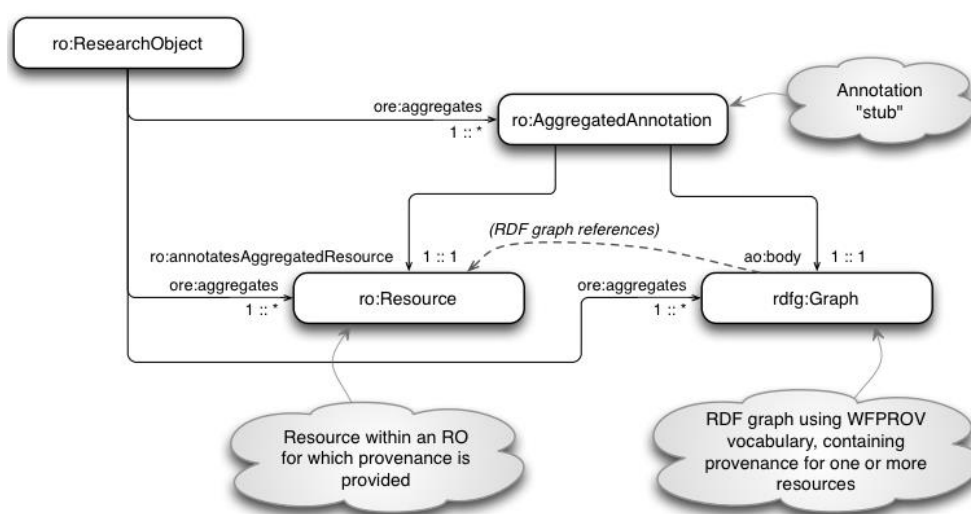 ro:ResearchObject
ore:aggregates
1 :: *
ro:AggregatedAnnotation
Annotation
"stub"
(RDF graph references)
ro:annotatesAggregatedResource
1 :: 1
ao:body
1 :: 1
ore:aggregates
1 :: *
ro:Resource
ore:aggregates
1 :: *
rdfg:Graph
Resource within an RO
for which provenance is
provided
RDF graph using WFPROV
vocabulary, containing
provenance for one or more
resources